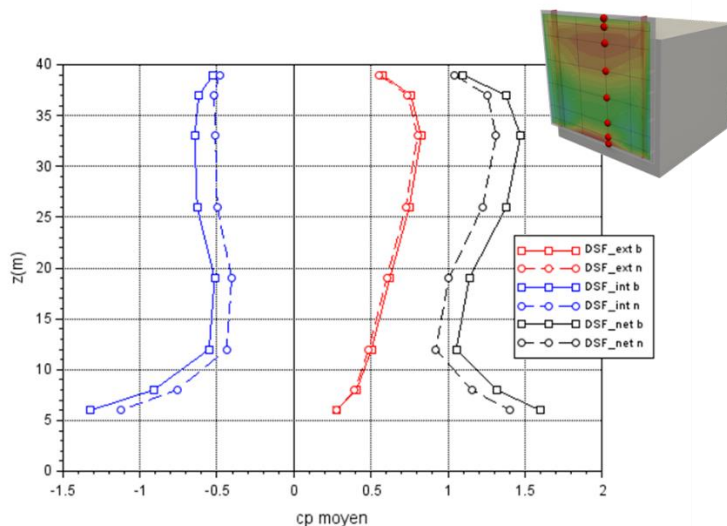 40
35
30
25
20
15
10
5
0
z(m)
-1.5
-1
-0.5
0
0.5
1
1.5
2
cp moyen
DSF_ext b
DSF_ext n
DSF_int b
DSF_int n
DSF_net b
DSF_net n